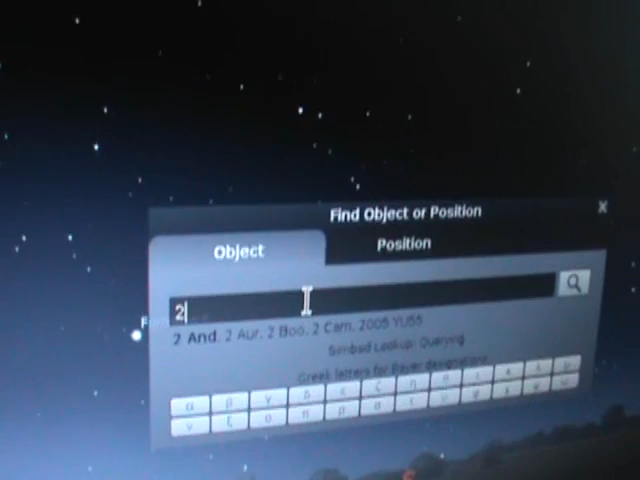 Find Object or Position
X
Object
Position
2
2 And, 2 Aur, 2 Boo, 2 Cam, 2005 YU55
Simbad Lookup: Querying
Greek letters for Bayer designations
α β γ δ ε ζ η θ ι κ λ μ
ν ξ ο π ρ σ τ υ φ χ ψ ω
S